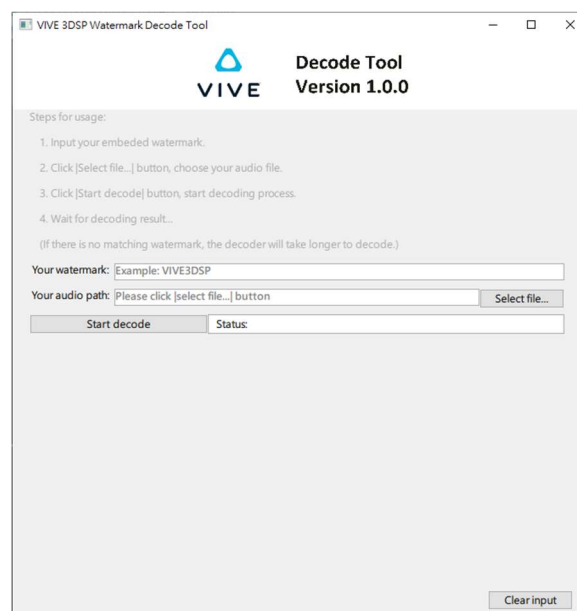 VIVE 3DSP Watermark Decode Tool
VIVE
Decode Tool
Version 1.0.0
Steps for usage:
1. Input your embeded watermark.
2. Click |Select file...| button, choose your audio file.
3. Click |Start decode| button, start decoding process.
4. Wait for decoding result...
(If there is no matching watermark, the decoder will take longer to decode.)
Your watermark: Example: VIVE3DSP
Your audio path: Please click |select file...| button Select file...
Start decode Status:
Clear input